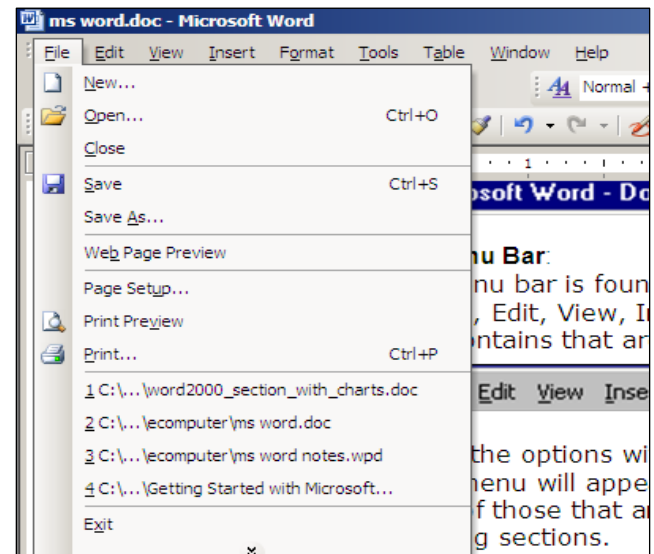 ms word.doc - Microsoft Word
File Edit View Insert Format Tools Table Window Help
New...
Normal +
Open... Ctrl+O
Close
1
Save Ctrl+S
osoft Word - Do
Save As...
Web Page Preview
nu Bar:
Page Setup...
nu bar is foun
Print Preview
, Edit, View, In
Print... Ctrl+P
ntains that ar
1 C:\...\word2000_section_with_charts.doc
Edit View Inse
2 C:\...\ecomputer\ms word.doc
3 C:\...\ecomputer\ms word notes.wpd
the options wi
4 C:\...\Getting Started with Microsoft...
nenu will appe
f those that a
Exit
g sections.